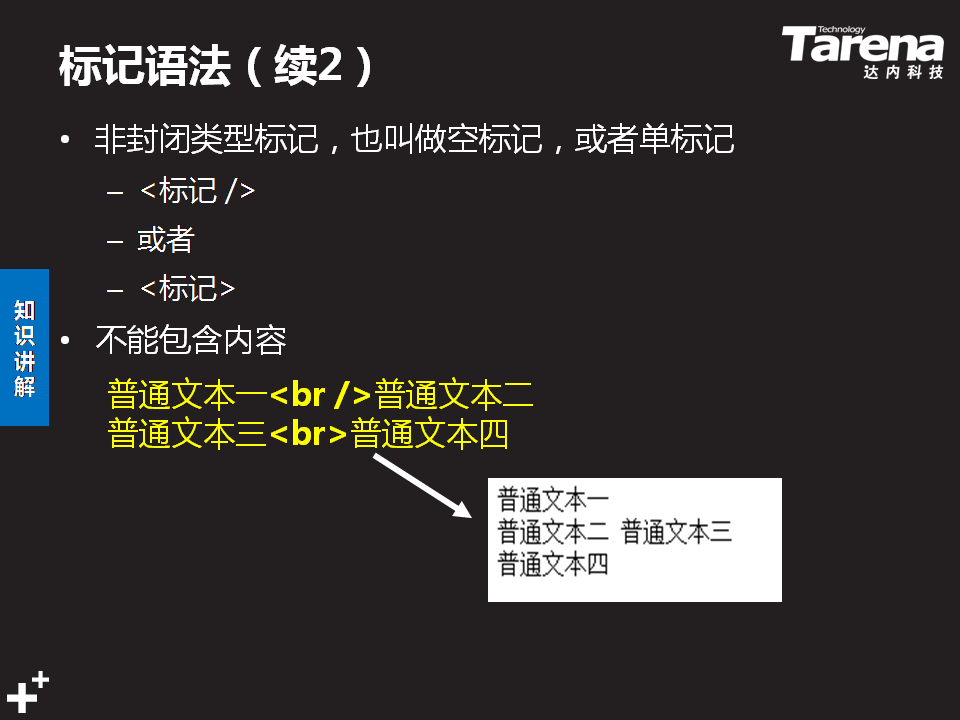 标记语法（续2）
Technology
Tarena
达内科技
• 非封闭类型标记，也叫做空标记，或者单标记
– <标记 />
– 或者
– <标记>
• 不能包含内容
普通文本一<br />普通文本二
普通文本三<br>普通文本四
知识讲解
普通文本一
普通文本二 普通文本三
普通文本四